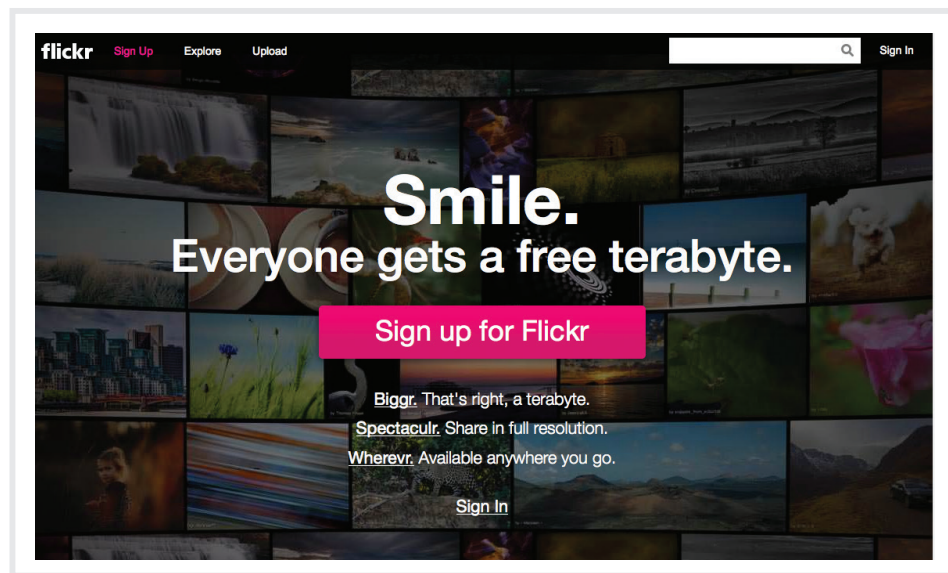 flickr Sign Up Explore Upload Sign In
Smile.
Everyone gets a free terabyte.
Sign up for Flickr
Biggr. That's right, a terabyte.
Spectaculr. Share in full resolution.
Wherevr. Available anywhere you go.
Sign In